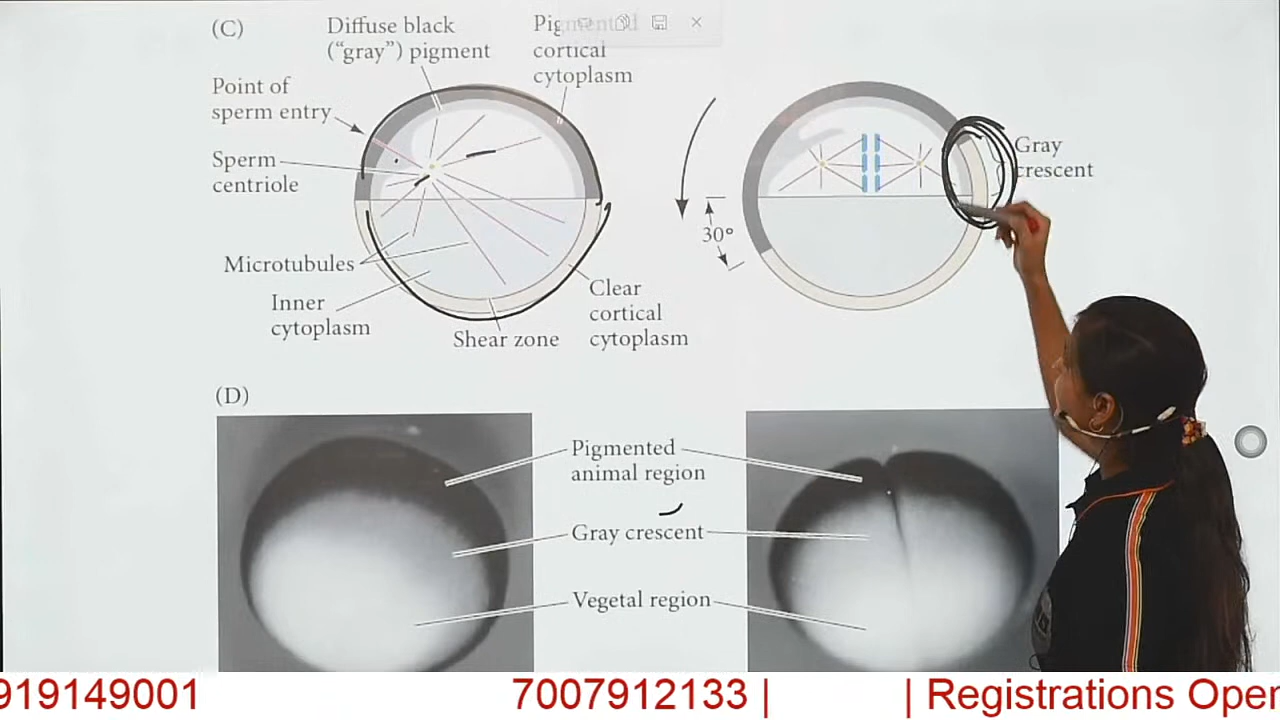 (C)
Diffuse black
("gray") pigment
Pigmented
cortical
cytoplasm
Point of
sperm entry
Sperm
centriole
Gray
crescent
30°
Microtubules
Inner
cytoplasm
Clear
cortical
cytoplasm
Shear zone
(D)
Pigmented
animal region
Gray crescent
Vegetal region
919149001 7007912133 | | Registrations Open